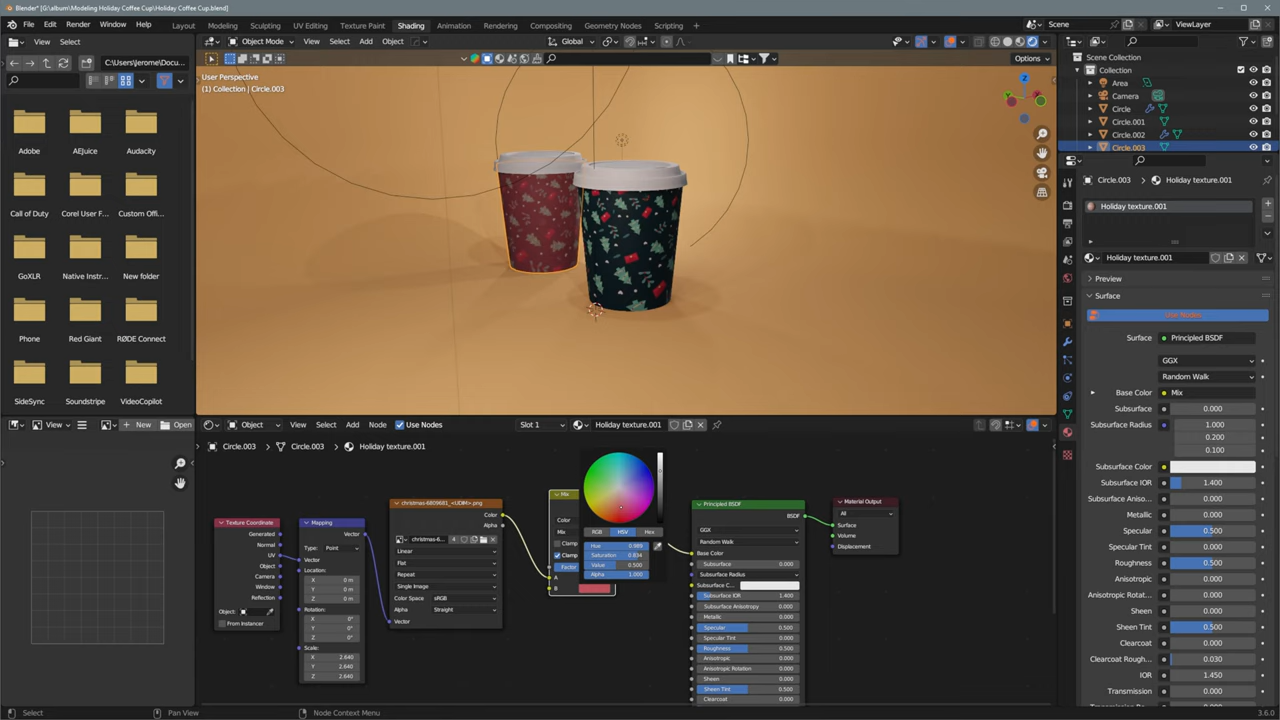 Blender* [G:\album\Modeling Holiday Coffee Cup\Holiday Coffee Cup.blend]
File Edit Render Window Help Layout Modeling Sculpting UV Editing Texture Paint Shading Animation Rendering Compositing Geometry Nodes Scripting Scene ViewLayer
View Select Object Mode View Select Add Object Global
C:\Users\jerome\Docu... Options
User Perspective
(1) Collection | Circle.003
Adobe AEJuice Audacity
Call of Duty Corel User F... Custom Offi...
GoXLR Native Instr... New folder
Phone Red Giant RØDE Connect
SideSync Soundstripe VideoCopilot
Scene Collection
Collection
Area
Camera
Circle
Circle.001
Circle.002
Circle.003
Circle.003 Holiday texture.001
Holiday texture.001
Holiday texture.001
Preview
Surface
Use Nodes
Surface Principled BSDF
GGX
Random Walk
Base Color Mix
Subsurface 0.000
Subsurface Radius 1.000
0.200
0.100
Subsurface Color
Subsurface IOR 1.400
Subsurface Aniso... 0.000
Metallic 0.000
Specular 0.500
Specular Tint 0.000
Roughness 0.500
Anisotropic 0.000
Anisotropic Rotat... 0.000
Sheen 0.000
Sheen Tint 0.500
Clearcoat 0.000
Clearcoat Rough... 0.030
IOR 1.450
Transmission 0.000
View New Open
Object View Select Add Node Use Nodes Slot 1 Holiday texture.001
Circle.003 Circle.003 Holiday texture.001
Texture Coordinate
Generated
Normal
UV
Object
Camera
Window
Reflection
Object:
From Instancer
Mapping
Vector
Type: Point
Vector
Location:
X 0 m
Y 0 m
Z 0 m
Rotation:
X 0°
Y 0°
Z 0°
Scale:
X 2.640
Y 2.640
Z 2.640
christmas-6809681_<UDIM>.png
Color
Alpha
christmas-6... 4
Linear
Flat
Repeat
Single Image
Color Space sRGB
Alpha Straight
Vector
Mix
Color
Mix
Clamp
Clamp
Factor
A
B
RGB HSV Hex
Hue 0.989
Saturation 0.834
Value 0.500
Alpha 1.000
Principled BSDF
BSDF
GGX
Random Walk
Base Color
Subsurface 0.000
Subsurface Radius
Subsurface C...
Subsurface IOR 1.400
Subsurface Anisotropy 0.000
Metallic 0.000
Specular 0.500
Specular Tint 0.000
Roughness 0.500
Anisotropic 0.000
Anisotropic Rotation 0.000
Sheen 0.000
Sheen Tint 0.500
Clearcoat 0.000
Material Output
All
Surface
Volume
Displacement
Select Pan View Node Context Menu 3.6.0